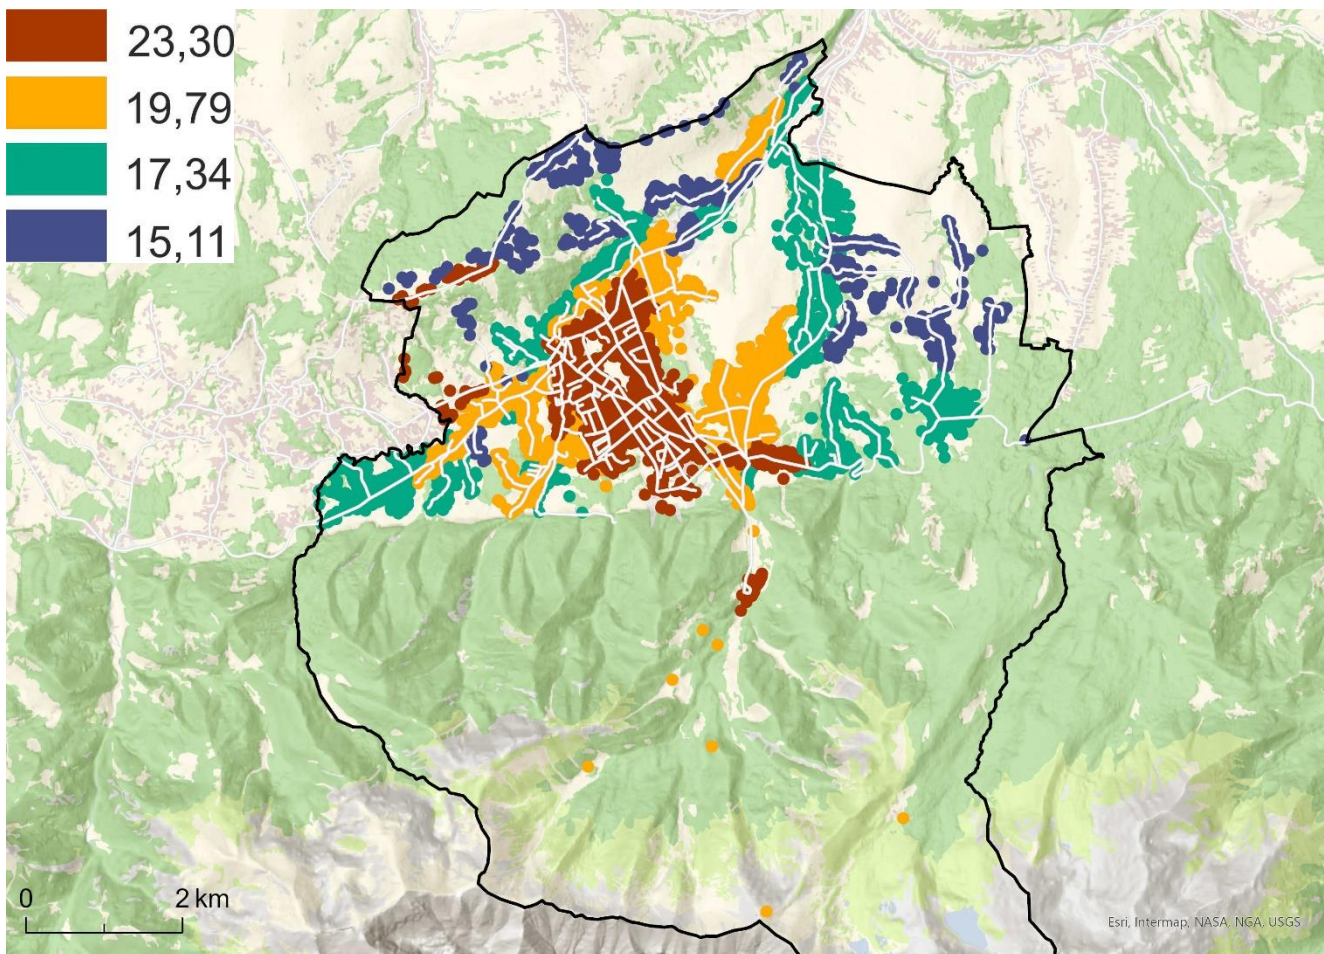 23,30
19,79
17,34
15,11
0 2 km
Esri, Intermap, NASA, NGA, USGS